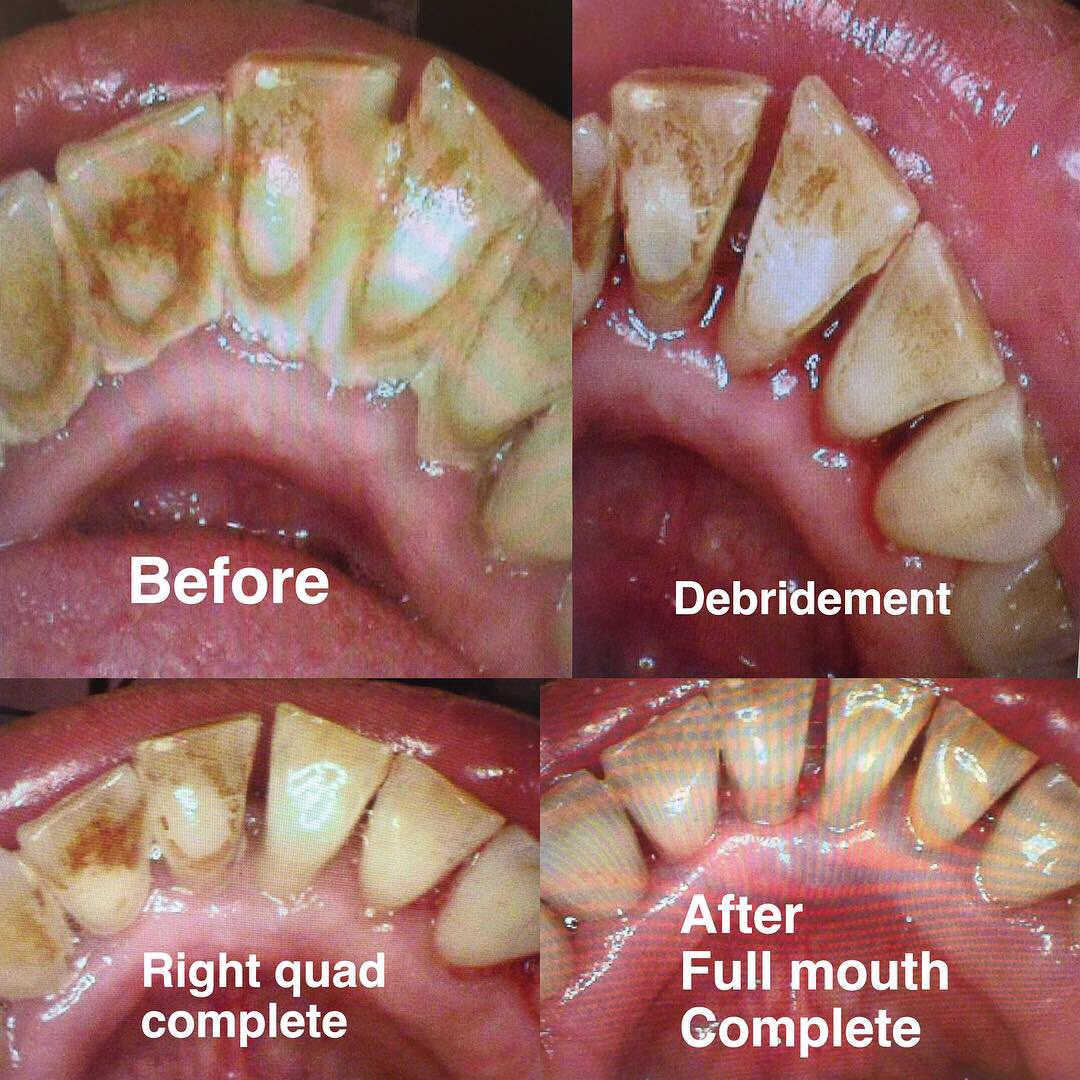 Before
Debridement
Right quad
complete
After
Full mouth
Complete